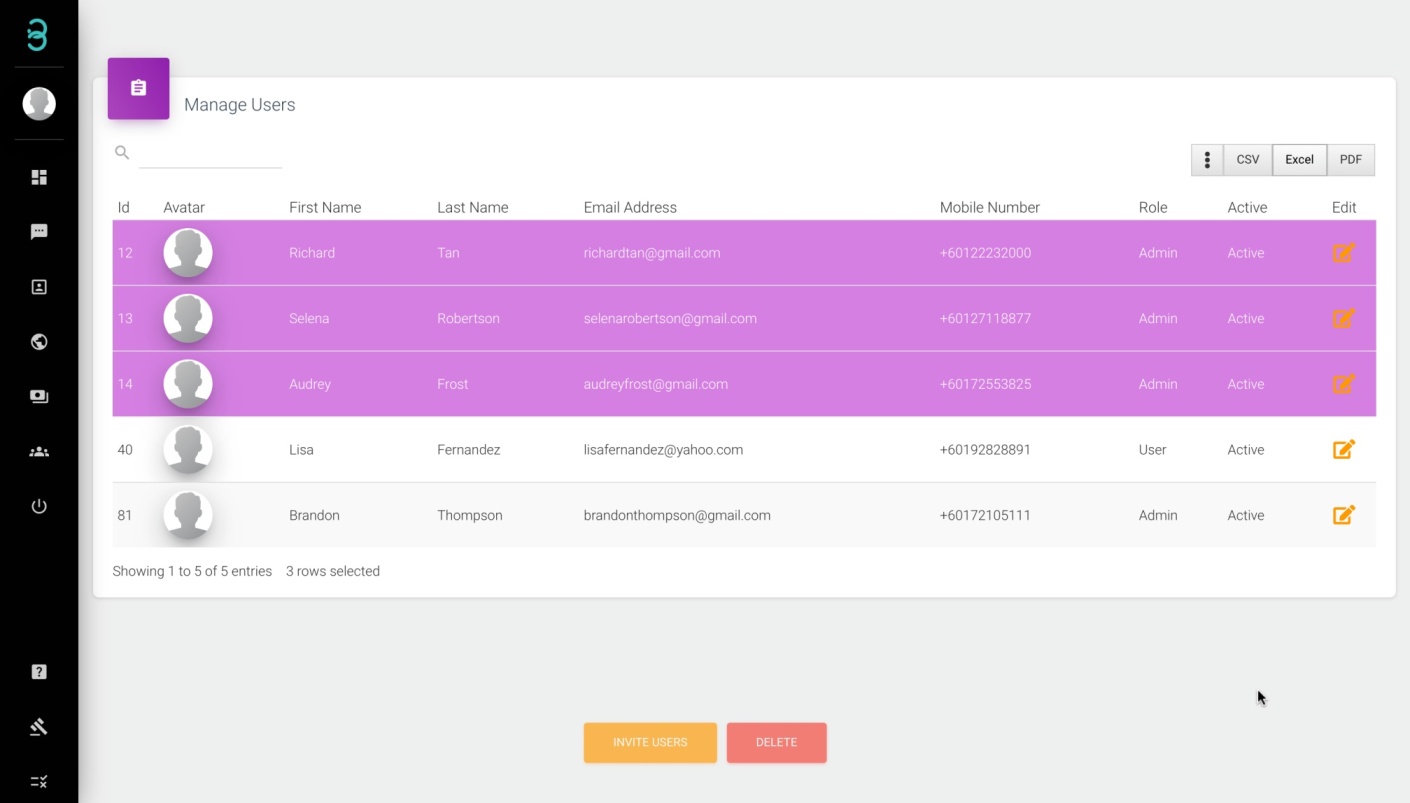 Manage Users
CSV Excel PDF
Id Avatar First Name Last Name Email Address Mobile Number Role Active Edit
12 Richard Tan richardtan@gmail.com +60122232000 Admin Active
13 Selena Robertson selenarobertson@gmail.com +60127118877 Admin Active
14 Audrey Frost audreyfrost@gmail.com +60172553825 Admin Active
40 Lisa Fernandez lisafernandez@yahoo.com +60192828891 User Active
81 Brandon Thompson brandonthompson@gmail.com +60172105111 Admin Active
Showing 1 to 5 of 5 entries 3 rows selected
INVITE USERS DELETE